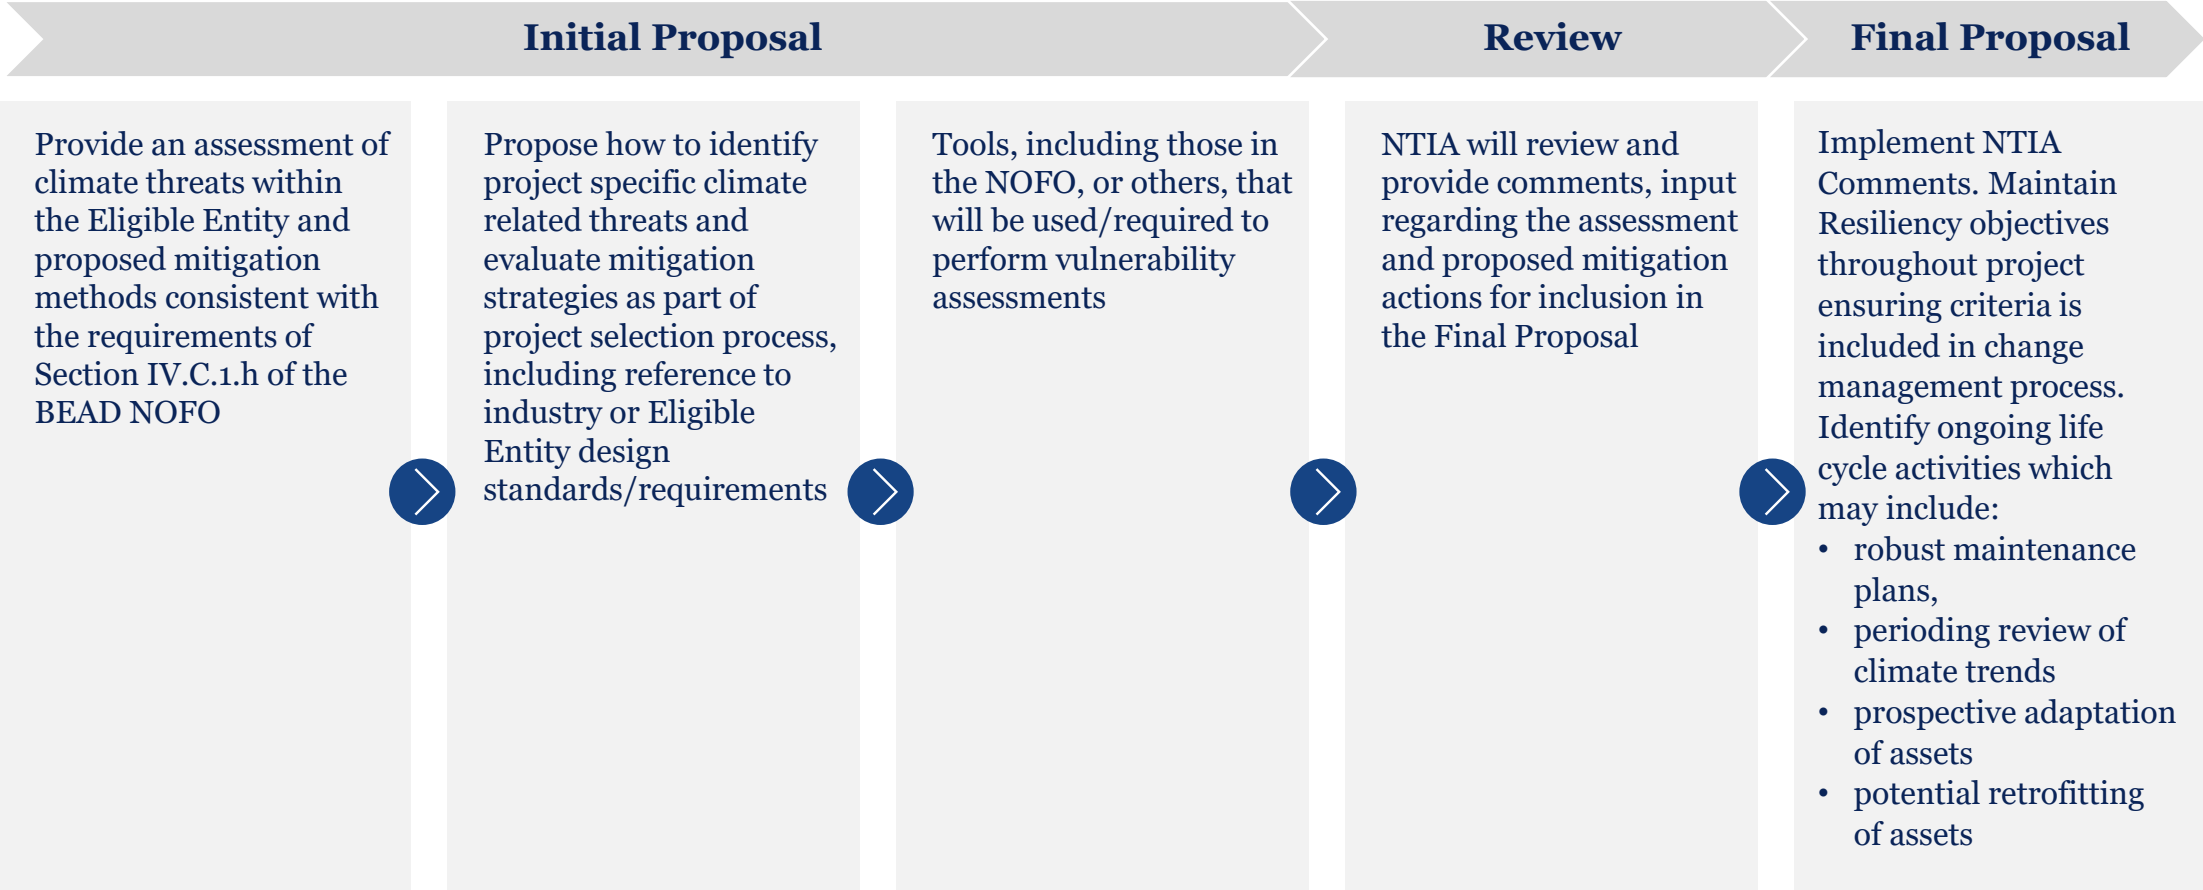 Initial Proposal
Review
Final Proposal
Provide an assessment of
climate threats within
the Eligible Entity and
proposed mitigation
methods consistent with
the requirements of
Section IV.C.1.h of the
BEAD NOFO
Propose how to identify
project specific climate
related threats and
evaluate mitigation
strategies as part of
project selection process,
including reference to
industry or Eligible
Entity design
standards/requirements
Tools, including those in
the NOFO, or others, that
will be used/required to
perform vulnerability
assessments
NTIA will review and
provide comments, input
regarding the assessment
and proposed mitigation
actions for inclusion in
the Final Proposal
Implement NTIA
Comments. Maintain
Resiliency objectives
throughout project
ensuring criteria is
included in change
management process.
Identify ongoing life
cycle activities which
may include:
• robust maintenance
plans,
• perioding review of
climate trends
• prospective adaptation
of assets
• potential retrofitting
of assets